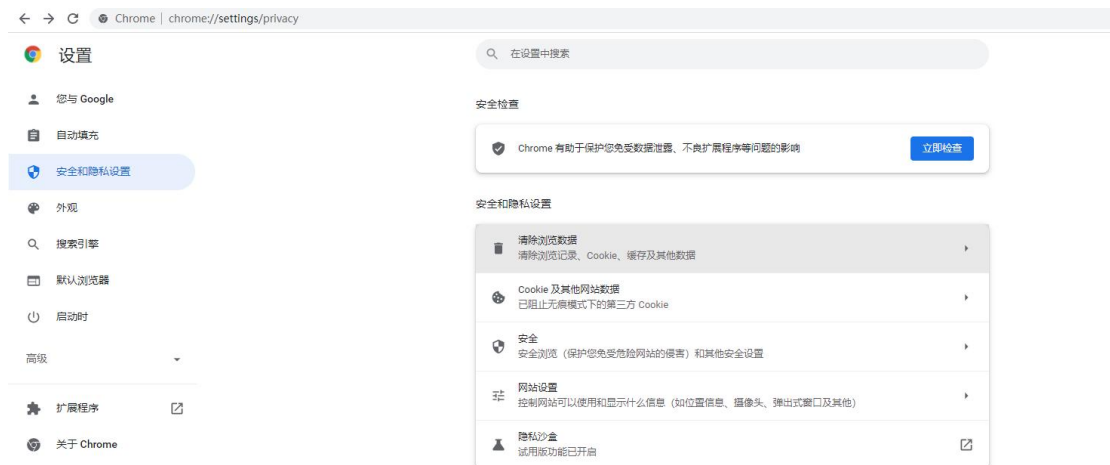 Chrome | chrome://settings/privacy
设置
在设置中搜索
您与 Google
自动填充
安全和隐私设置
外观
搜索引擎
默认浏览器
启动时
高级
扩展程序
关于 Chrome
安全检查
Chrome 有助于保护您免受数据泄露、不良扩展程序等问题的影响
立即检查
安全和隐私设置
清除浏览数据
清除浏览记录、Cookie、缓存及其他数据
Cookie 及其他网站数据
已阻止无痕模式下的第三方 Cookie
安全
安全浏览（保护您免受危险网站的侵害）和其他安全设置
网站设置
控制网站可以使用和显示什么信息（如位置信息、摄像头、弹出式窗口及其他）
隐私沙盒
试用版功能已开启